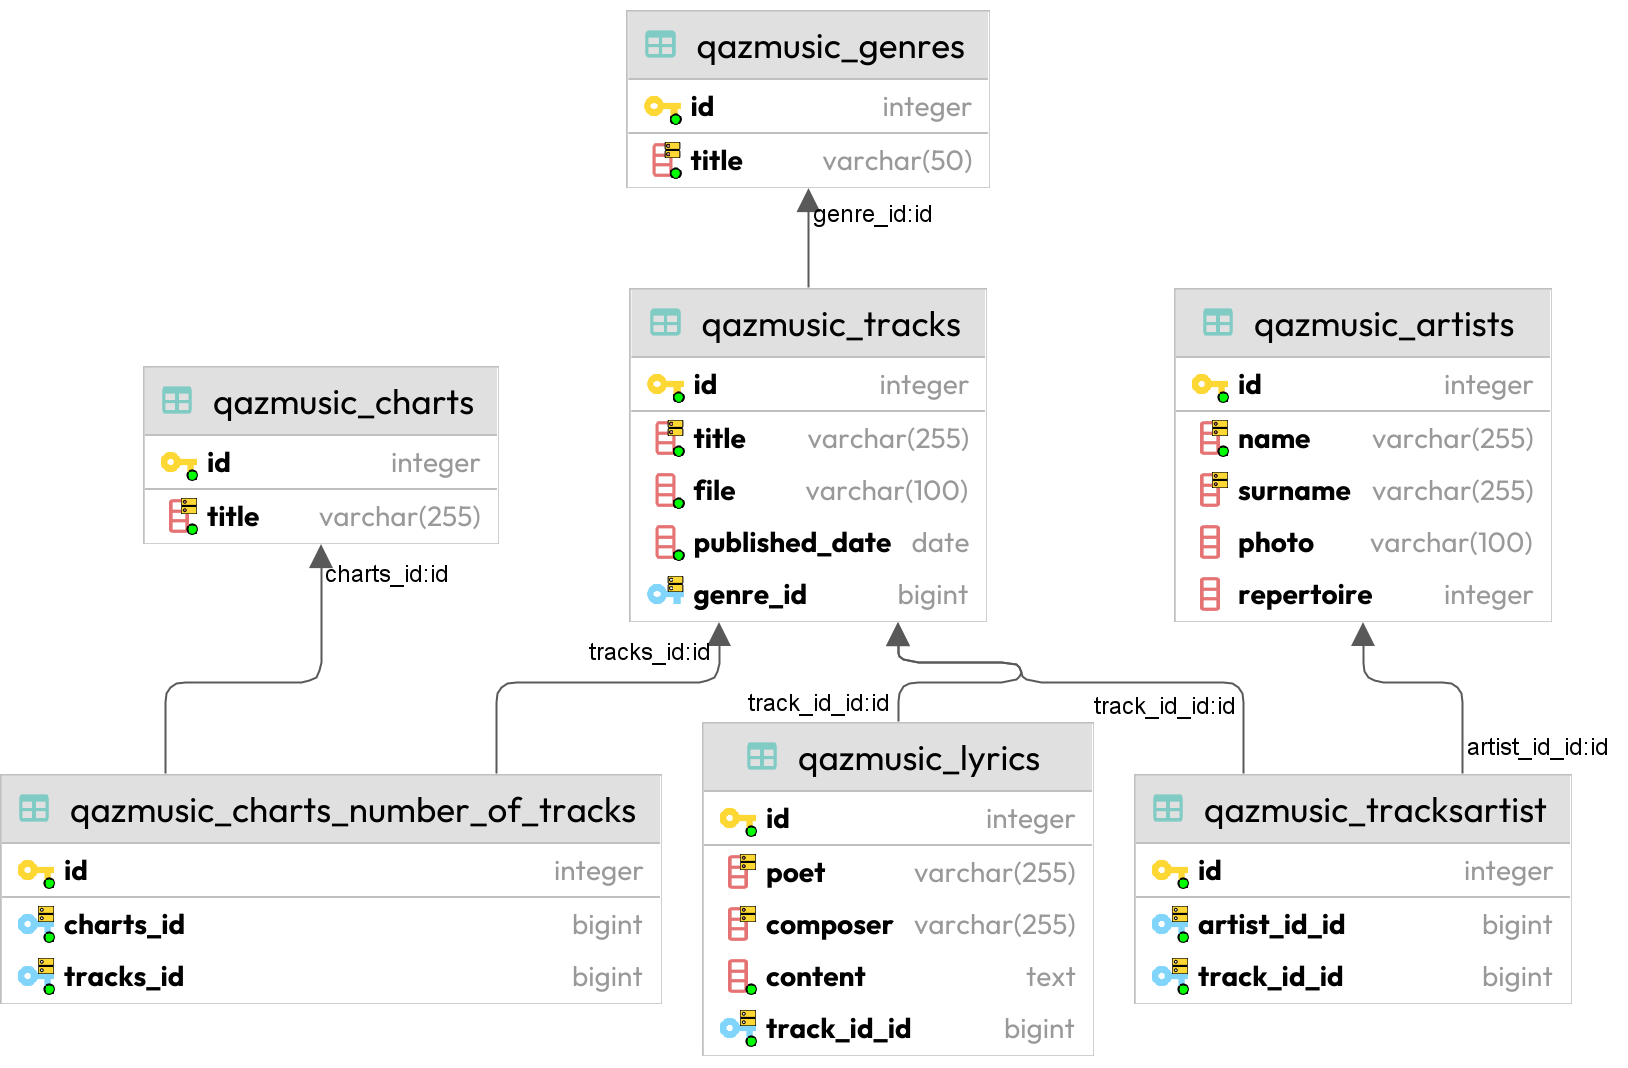 qazmusic_genres
id integer
title varchar(50)
genre_id:id
qazmusic_tracks
id integer
title varchar(255)
file varchar(100)
published_date date
genre_id bigint
qazmusic_artists
id integer
name varchar(255)
surname varchar(255)
photo varchar(100)
repertoire integer
qazmusic_charts
id integer
title varchar(255)
charts_id:id
tracks_id:id
track_id_id:id
track_id_id:id
artist_id_id:id
qazmusic_charts_number_of_tracks
id integer
charts_id bigint
tracks_id bigint
qazmusic_lyrics
id integer
poet varchar(255)
composer varchar(255)
content text
track_id_id bigint
qazmusic_tracksartist
id integer
artist_id_id bigint
track_id_id bigint